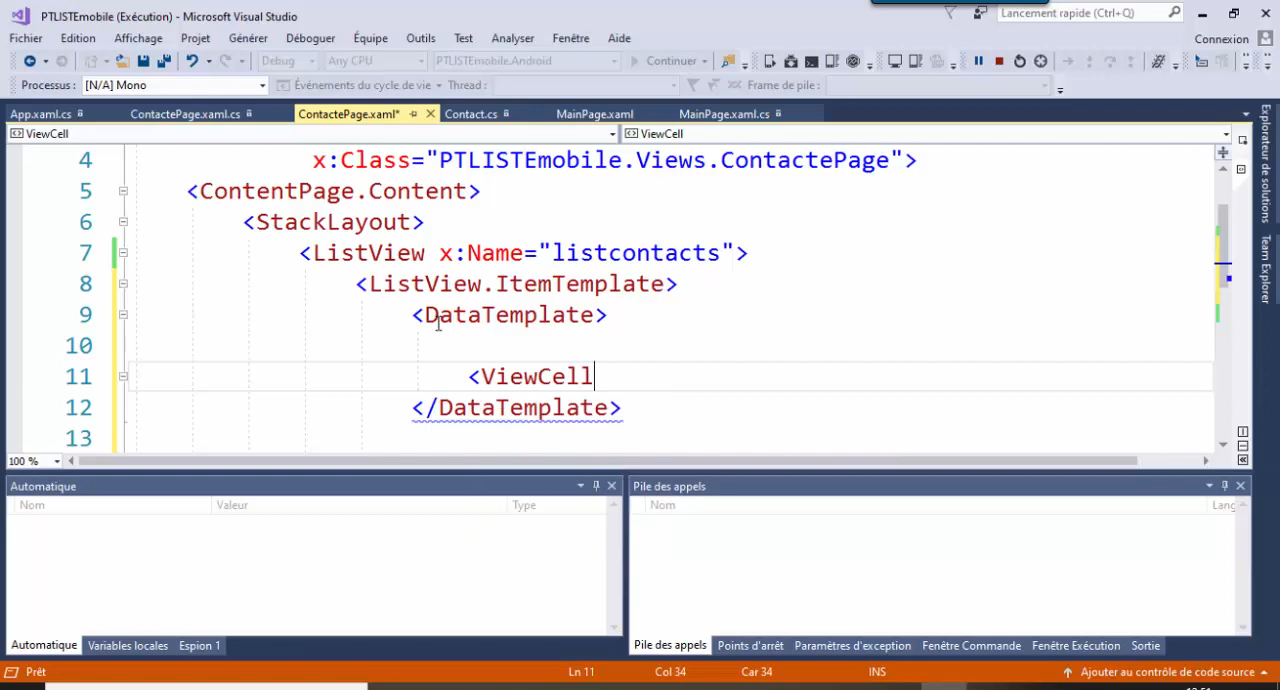 PTLISTEmobile (Exécution) - Microsoft Visual Studio
Lancement rapide (Ctrl+Q)
Fichier Edition Affichage Projet Générer Déboguer Équipe Outils Test Analyser Fenêtre Aide Connexion
Debug Any CPU PTLISTEmobile.Android Continuer
Processus : [N/A] Mono Événements du cycle de vie Thread : Frame de pile :
App.xaml.cs ContactePage.xaml.cs ContactePage.xaml* Contact.cs MainPage.xaml MainPage.xaml.cs
ViewCell ViewCell
4 x:Class="PTLISTEmobile.Views.ContactePage">
5 <ContentPage.Content>
6 <StackLayout>
7 <ListView x:Name="listcontacts">
8 <ListView.ItemTemplate>
9 <DataTemplate>
10
11 <ViewCell
12 </DataTemplate>
13
100 %
Explorateur de solutions
Team Explorer
Automatique
Nom Valeur Type
Pile des appels
Nom Lang
Automatique Variables locales Espion 1
Pile des appels Points d'arrêt Paramètres d'exception Fenêtre Commande Fenêtre Exécution Sortie
Prêt Ln 11 Col 34 Car 34 INS Ajouter au contrôle de code source